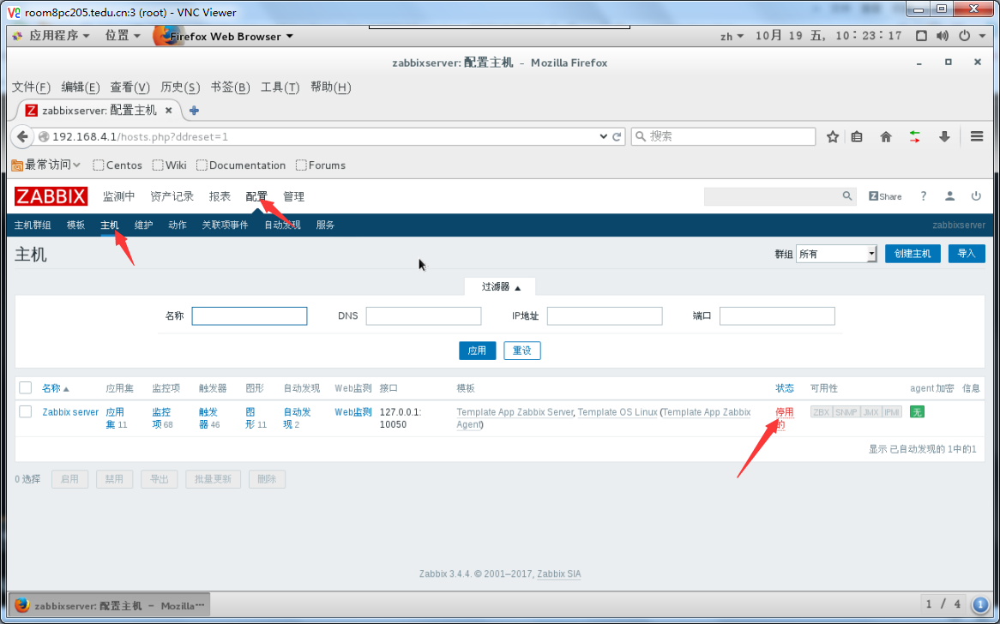 room8pc205.tedu.cn:3 (root) - VNC Viewer
应用程序 位置 Firefox Web Browser zh 10月 19 五, 10:23:17
zabbixserver: 配置主机 - Mozilla Firefox
文件(F) 编辑(E) 查看(V) 历史(S) 书签(B) 工具(T) 帮助(H)
zabbixserver: 配置主机
192.168.4.1/hosts.php?ddreset=1 搜索
最常访问 Centos Wiki Documentation Forums
ZABBIX 监测中 资产记录 报表 配置 管理 Z Share ?
主机群组 模板 主机 维护 动作 关联项事件 自动发现 服务 zabbixserver
主机 群组 所有 创建主机 导入
过滤器
名称 DNS IP地址 端口
应用 重设
名称 应用集 监控项 触发器 图形 自动发现 Web监测 接口 模板 状态 可用性 agent 加密 信息
Zabbix server 应用 监控 触发 图 自动发 Web监测 127.0.0.1: Template App Zabbix Server, Template OS Linux (Template App Zabbix 停用 ZBX SNMP JMX IPMI 无
集 11 项 68 器 46 形 11 现 2 10050 Agent) 的
显示 已自动发现的 1中的1
0 选择 启用 禁用 导出 批量更新 删除
Zabbix 3.4.4. © 2001–2017, Zabbix SIA
zabbixserver: 配置主机 - Mozilla… 1 / 4 1